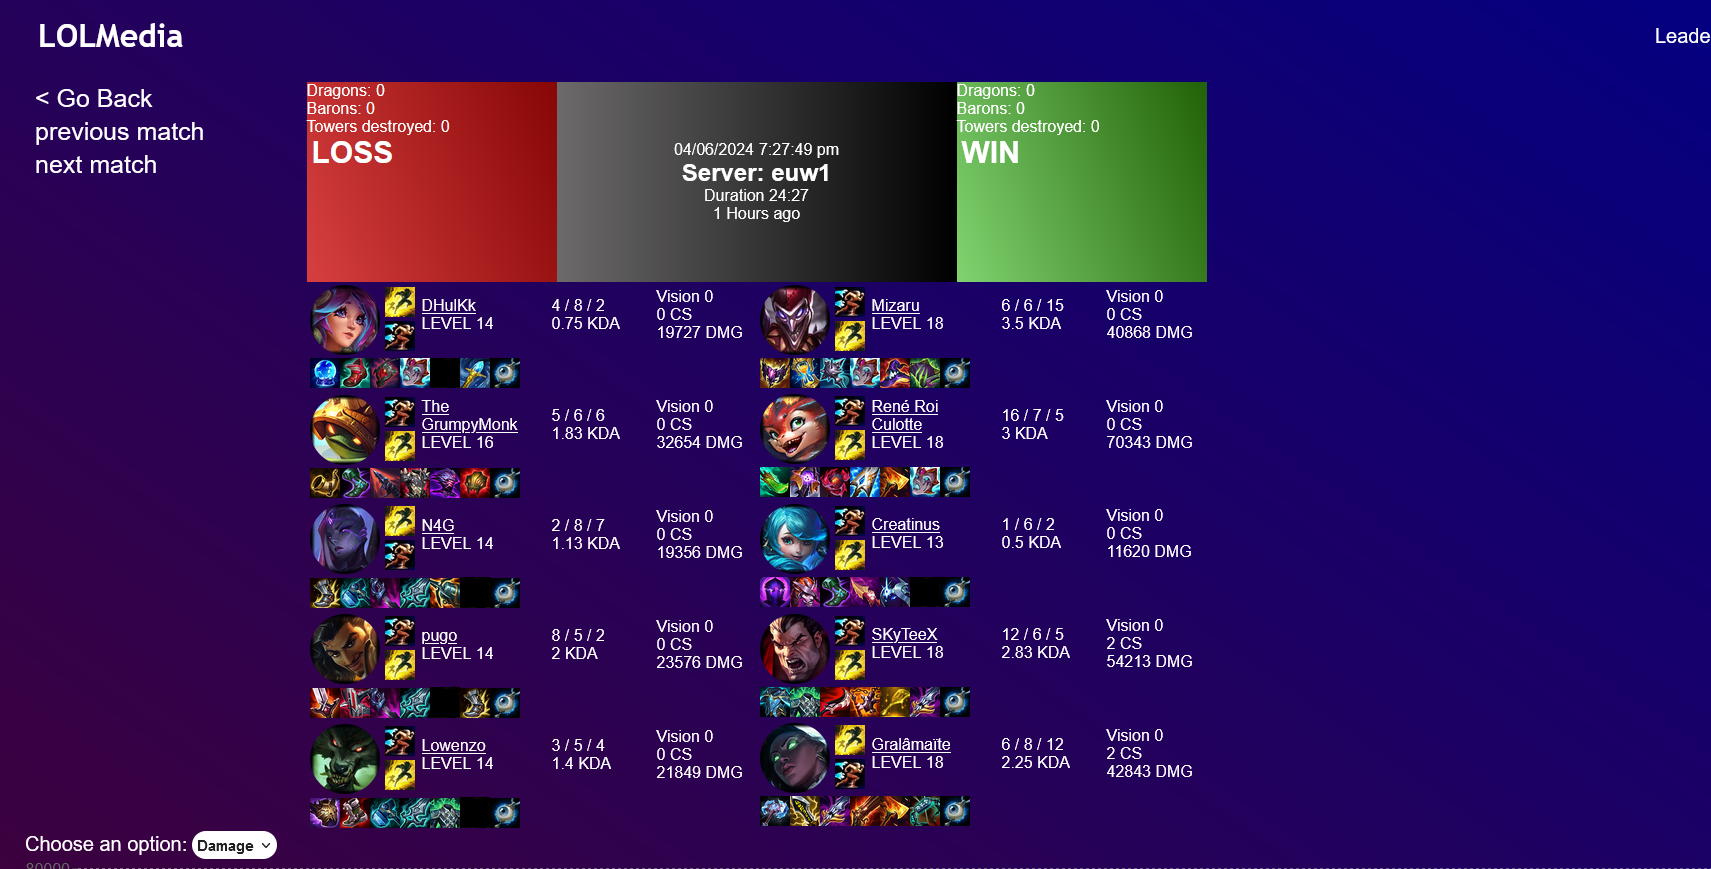 LOLMedia
Leade
< Go Back
previous match
next match
Dragons: 0
Barons: 0
Towers destroyed: 0
LOSS
04/06/2024 7:27:49 pm
Server: euw1
Duration 24:27
1 Hours ago
Dragons: 0
Barons: 0
Towers destroyed: 0
WIN
DHulKk
LEVEL 14
4 / 8 / 2
0.75 KDA
Vision 0
0 CS
19727 DMG
Mizaru
LEVEL 18
6 / 6 / 15
3.5 KDA
Vision 0
0 CS
40868 DMG
The
GrumpyMonk
LEVEL 16
5 / 6 / 6
1.83 KDA
Vision 0
0 CS
32654 DMG
René Roi
Culotte
LEVEL 18
16 / 7 / 5
3 KDA
Vision 0
0 CS
70343 DMG
N4G
LEVEL 14
2 / 8 / 7
1.13 KDA
Vision 0
0 CS
19356 DMG
Creatinus
LEVEL 13
1 / 6 / 2
0.5 KDA
Vision 0
0 CS
11620 DMG
pugo
LEVEL 14
8 / 5 / 2
2 KDA
Vision 0
0 CS
23576 DMG
SKyTeeX
LEVEL 18
12 / 6 / 5
2.83 KDA
Vision 0
2 CS
54213 DMG
Lowenzo
LEVEL 14
3 / 5 / 4
1.4 KDA
Vision 0
0 CS
21849 DMG
Gralâmaïte
LEVEL 18
6 / 8 / 12
2.25 KDA
Vision 0
2 CS
42843 DMG
Choose an option: Damage
80000